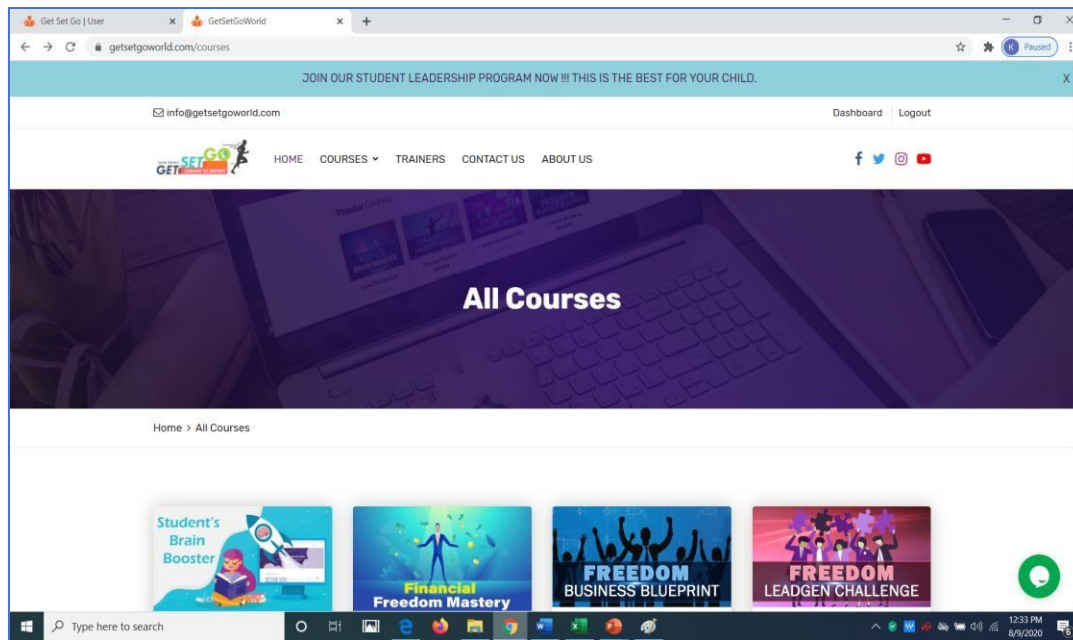 Get Set Go | User
GetSetGoWorld
getsetgoworld.com/courses
K Paused
JOIN OUR STUDENT LEADERSHIP PROGRAM NOW !!! THIS IS THE BEST FOR YOUR CHILD.
X
info@getsetgoworld.com
Dashboard
Logout
GET SET GO
HOME COURSES TRAINERS CONTACT US ABOUT US
Popular Courses
All Courses
Home > All Courses
Student's
Brain
Booster
Financial
Freedom Mastery
FREEDOM
BUSINESS BLUEPRINT
FREEDOM
LEADGEN CHALLENGE
Type here to search
12:33 PM
8/9/2020
6